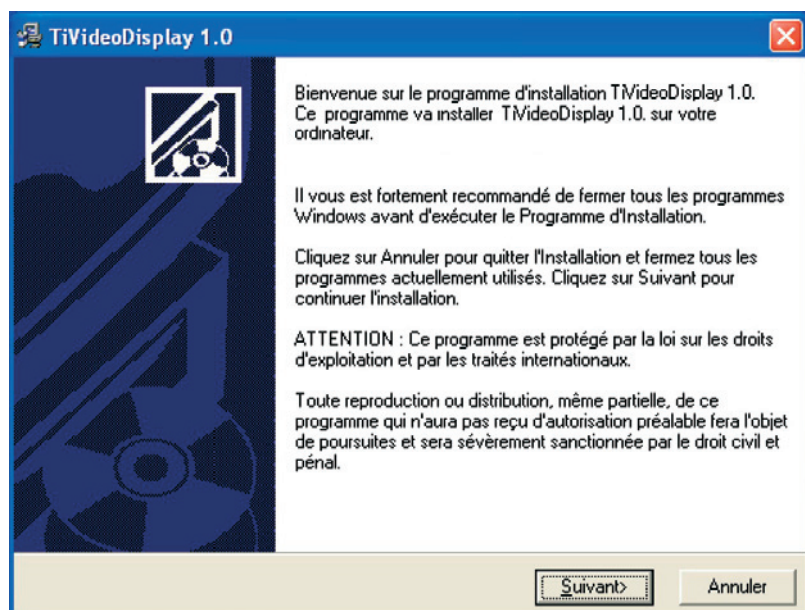 TiVideoDisplay 1.0
Bienvenue sur le programme d'installation TiVideoDisplay 1.0.
Ce programme va installer TiVideoDisplay 1.0. sur votre
ordinateur.
Il vous est fortement recommandé de fermer tous les programmes
Windows avant d'exécuter le Programme d'Installation.
Cliquez sur Annuler pour quitter l'Installation et fermez tous les
programmes actuellement utilisés. Cliquez sur Suivant pour
continuer l'installation.
ATTENTION : Ce programme est protégé par la loi sur les droits
d'exploitation et par les traités internationaux.
Toute reproduction ou distribution, même partielle, de ce
programme qui n'aura pas reçu d'autorisation préalable fera l'objet
de poursuites et sera sévèrement sanctionnée par le droit civil et
pénal.
Suivant> Annuler